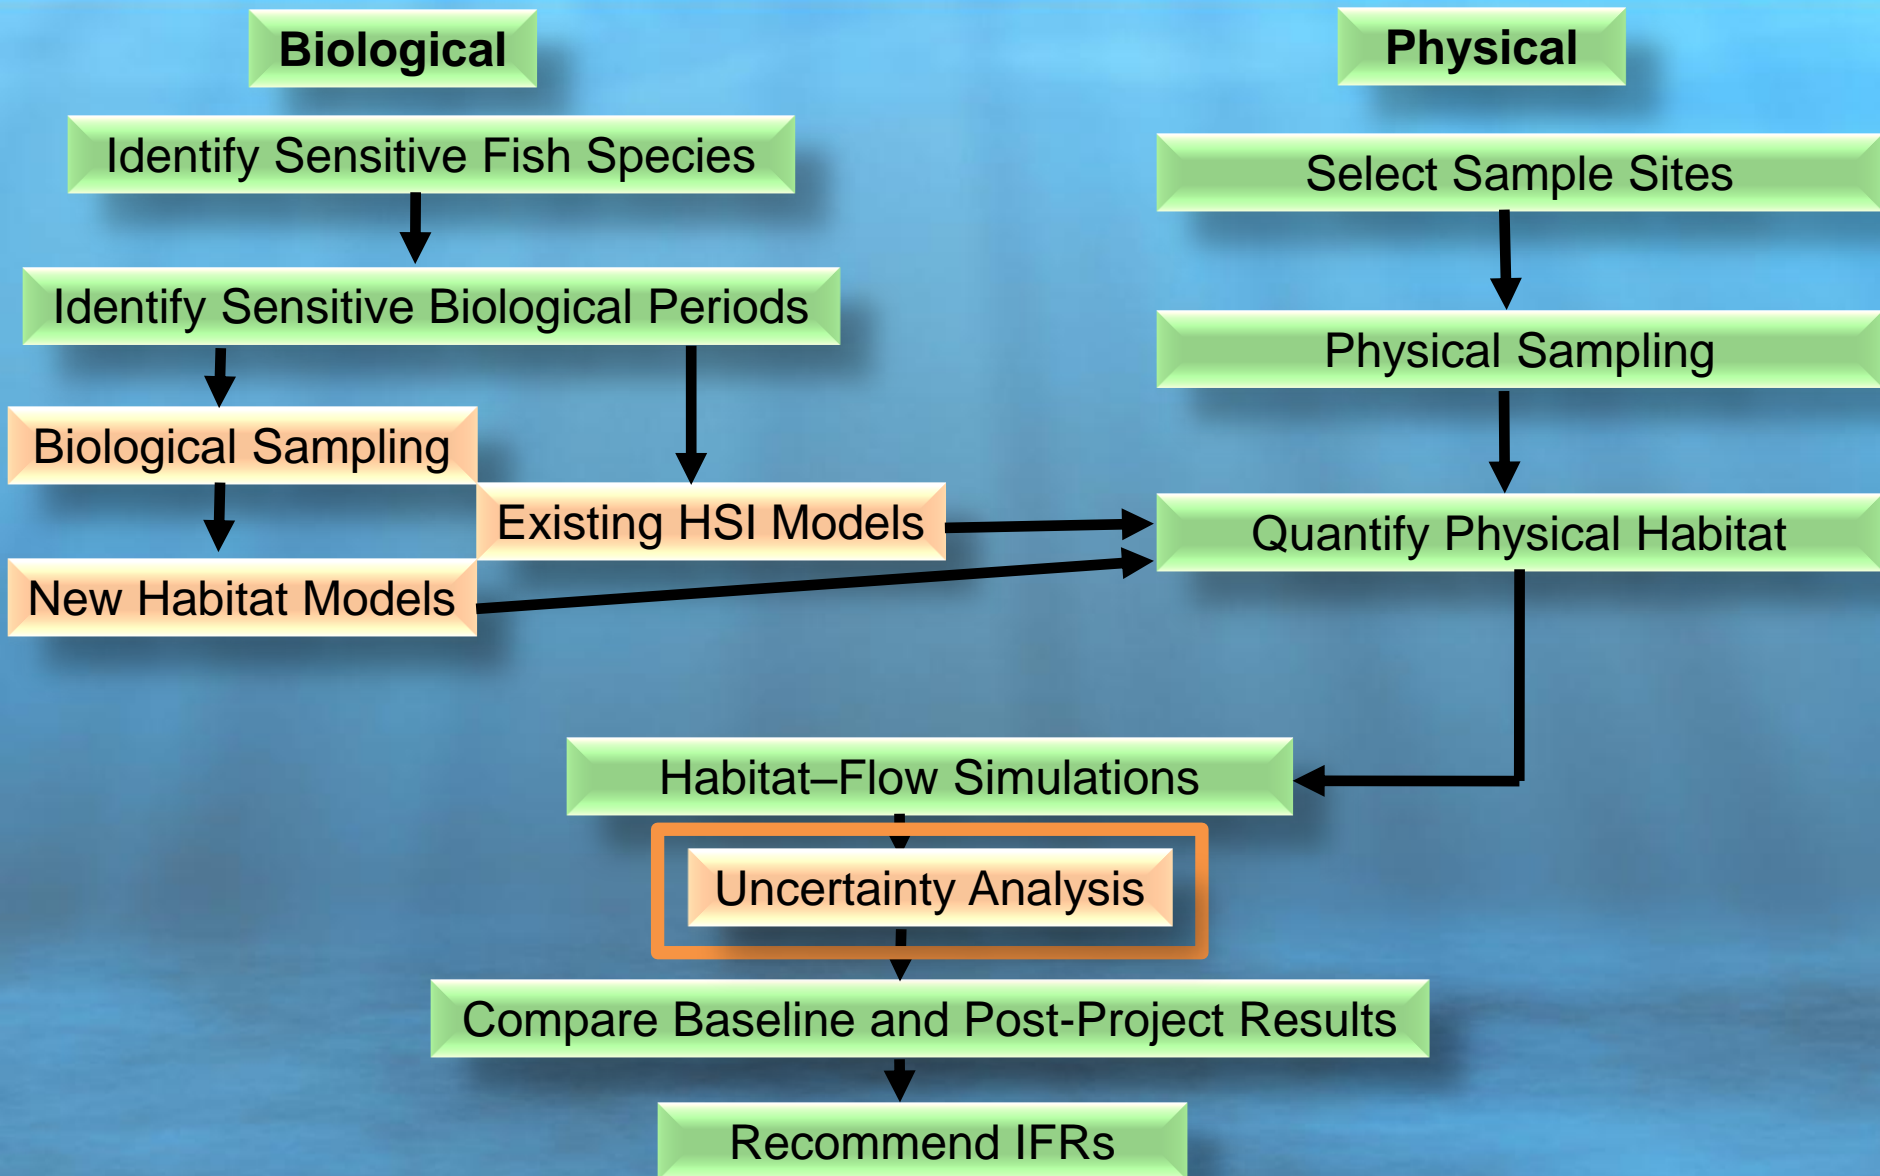 Biological
Physical
Identify Sensitive Fish Species
Select Sample Sites
Identify Sensitive Biological Periods
Physical Sampling
Biological Sampling
Existing HSI Models
Quantify Physical Habitat
New Habitat Models
Habitat–Flow Simulations
Uncertainty Analysis
Compare Baseline and Post-Project Results
Recommend IFRs